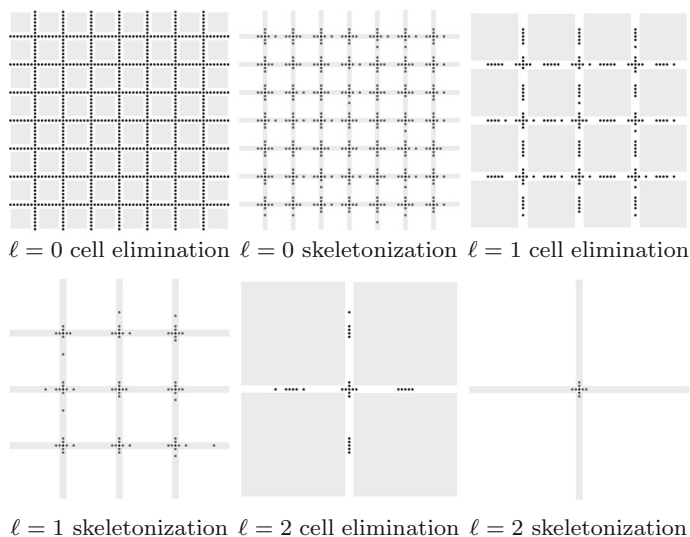 ℓ = 0 cell elimination ℓ = 0 skeletonization ℓ = 1 cell elimination
ℓ = 1 skeletonization ℓ = 2 cell elimination ℓ = 2 skeletonization